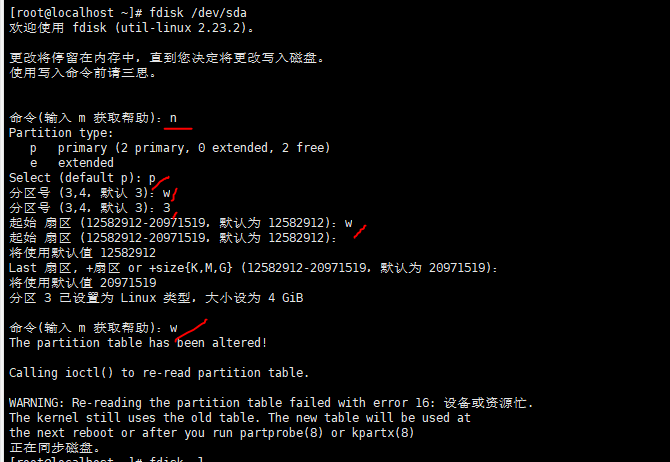 [root@localhost ~]# fdisk /dev/sda
欢迎使用 fdisk (util-linux 2.23.2)。
更改将停留在内存中，直到您决定将更改写入磁盘。
使用写入命令前请三思。
命令(输入 m 获取帮助)：n
Partition type:
   p   primary (2 primary, 0 extended, 2 free)
   e   extended
Select (default p): p
分区号 (3,4，默认 3)：w
分区号 (3,4，默认 3)：3
起始 扇区 (12582912-20971519，默认为 12582912)：w
起始 扇区 (12582912-20971519，默认为 12582912)：
将使用默认值 12582912
Last 扇区, +扇区 or +size{K,M,G} (12582912-20971519，默认为 20971519)：
将使用默认值 20971519
分区 3 已设置为 Linux 类型，大小设为 4 GiB
命令(输入 m 获取帮助)：w
The partition table has been altered!
Calling ioctl() to re-read partition table.
WARNING: Re-reading the partition table failed with error 16: 设备或资源忙.
The kernel still uses the old table. The new table will be used at
the next reboot or after you run partprobe(8) or kpartx(8)
正在同步磁盘。
[root@localhost ~]# fdisk -l